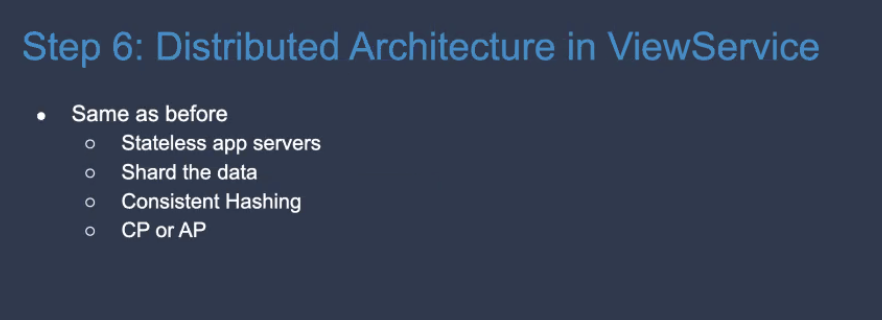 Step 6: Distributed Architecture in ViewService
● Same as before
○ Stateless app servers
○ Shard the data
○ Consistent Hashing
○ CP or AP